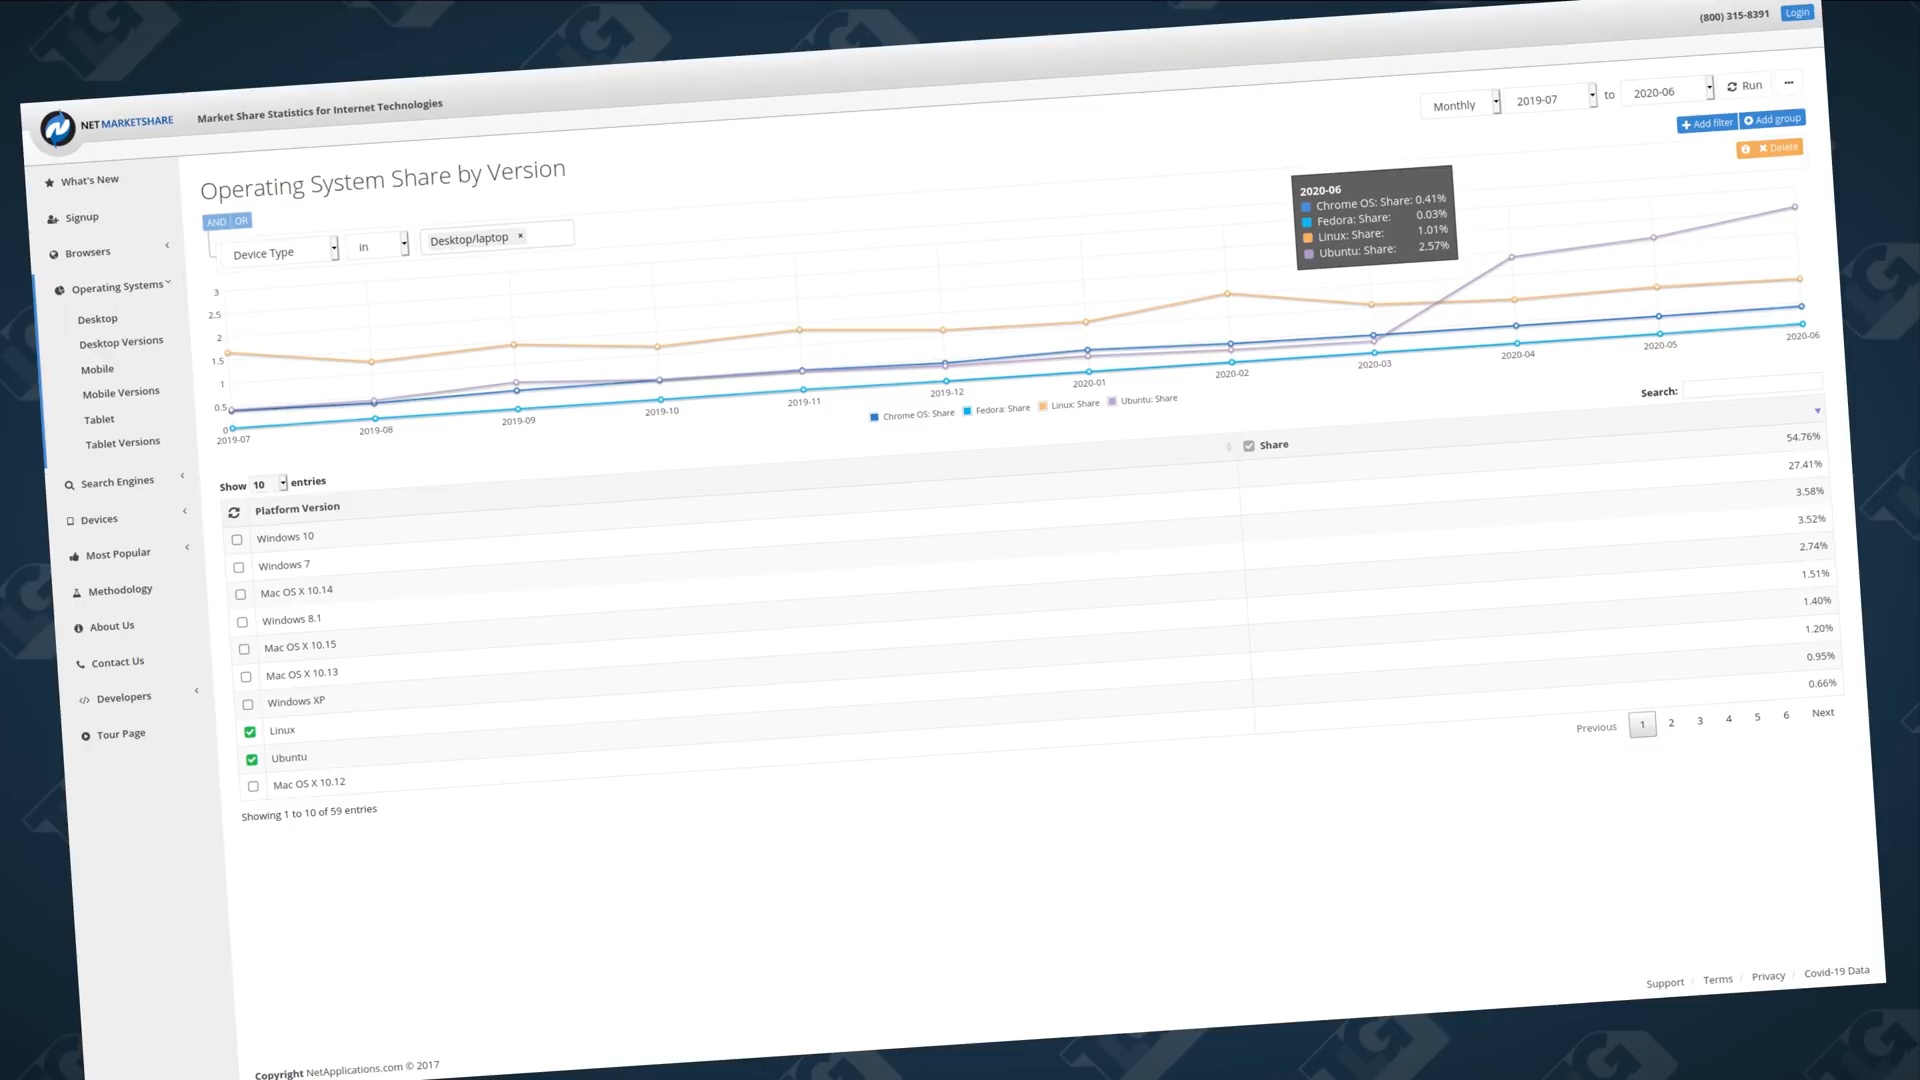 (800) 315-8391 Login
NETMARKETSHARE Market Share Statistics for Internet Technologies
Monthly 2019-07 to 2020-06 Run
Add filter Add group
Delete
What's New
Signup
Browsers
Operating Systems
Desktop
Desktop Versions
Mobile
Mobile Versions
Tablet
Tablet Versions
Search Engines
Devices
Most Popular
Methodology
About Us
Contact Us
Developers
Tour Page
Operating System Share by Version
AND OR
Device Type in Desktop/laptop ×
2020-06
Chrome OS: Share: 0.41%
Fedora: Share: 0.03%
Linux: Share: 1.01%
Ubuntu: Share: 2.57%
3
2.5
2
1.5
1
0.5
0
2019-07 2019-08 2019-09 2019-10 2019-11 2019-12 2020-01 2020-02 2020-03 2020-04 2020-05 2020-06
Chrome OS: Share Fedora: Share Linux: Share Ubuntu: Share
Search:
Show 10 entries
Platform Version Share
Windows 10 54.76%
Windows 7 27.41%
Mac OS X 10.14 3.58%
Windows 8.1 3.52%
Mac OS X 10.15 2.74%
Mac OS X 10.13 1.51%
Windows XP 1.40%
Linux 1.20%
Ubuntu 0.95%
Mac OS X 10.12 0.66%
Showing 1 to 10 of 59 entries
Previous 1 2 3 4 5 6 Next
Support / Terms / Privacy / Covid-19 Data
Copyright NetApplications.com © 2017